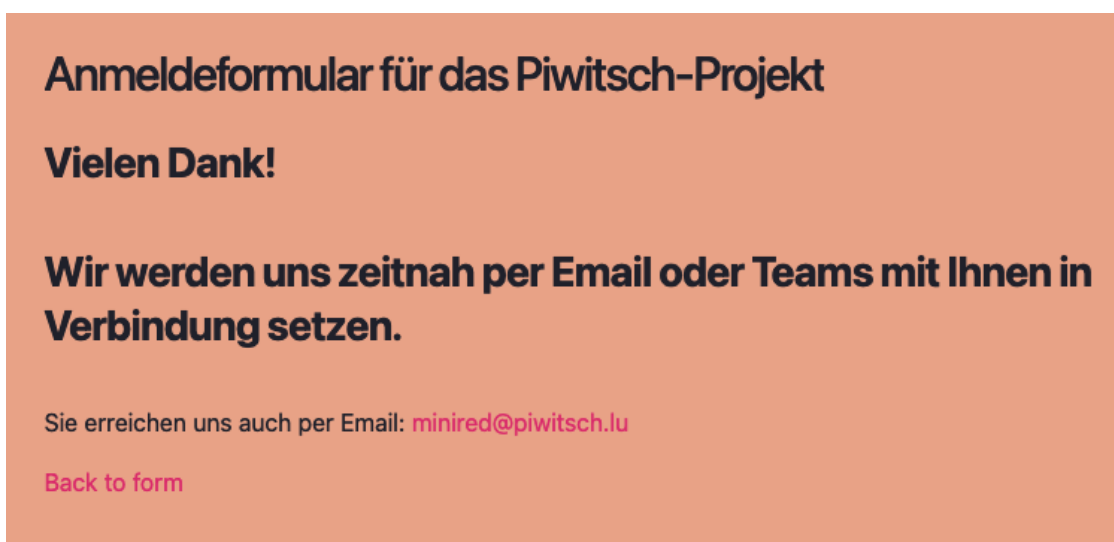 Anmeldeformular für das Piwitsch-Projekt
Vielen Dank!
Wir werden uns zeitnah per Email oder Teams mit Ihnen in
Verbindung setzen.
Sie erreichen uns auch per Email: minired@piwitsch.lu
Back to form